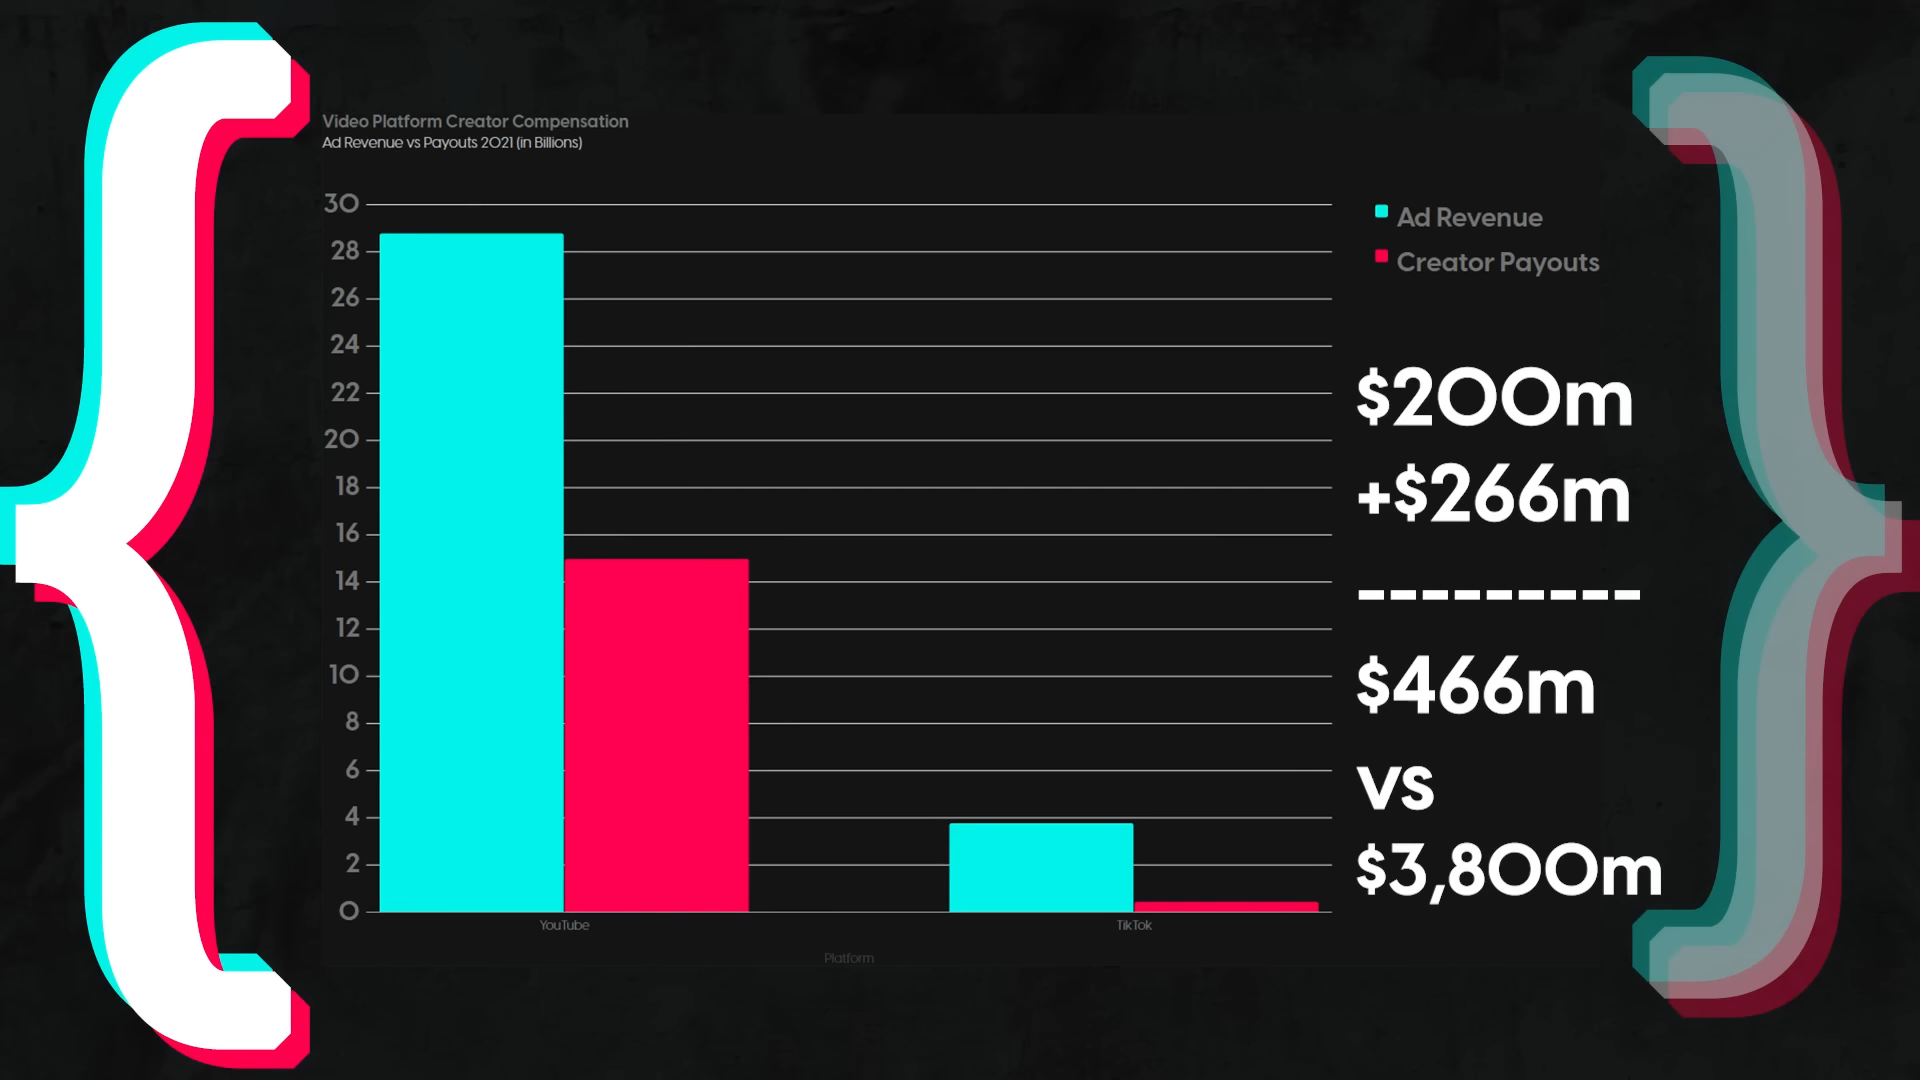 Video Platform Creator Compensation
Ad Revenue vs Payouts 2021 (in Billions)
30
28
26
24
22
20
18
16
14
12
10
8
6
4
2
0
YouTube
TikTok
Platform
Ad Revenue
Creator Payouts
$200m
+$266m
---------
$466m
vs
$3,800m